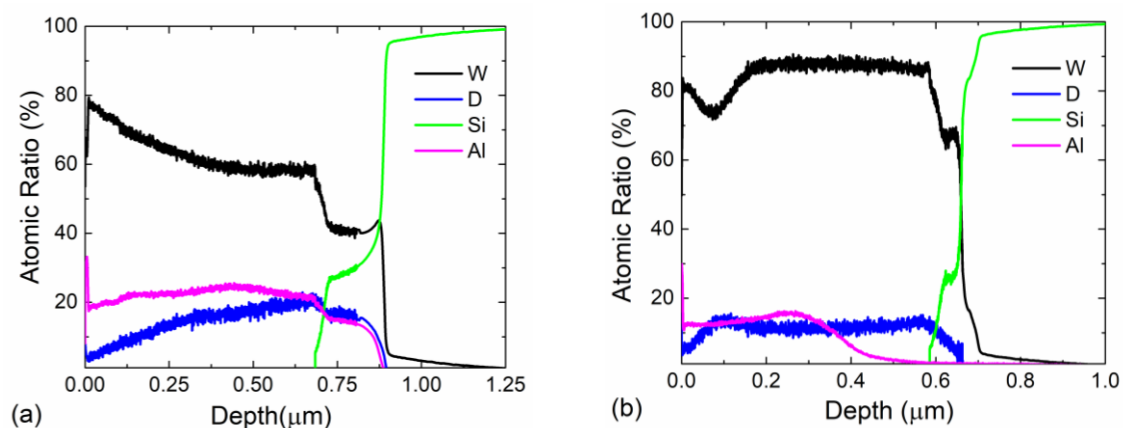 100
80
60
40
20
Atomic Ratio (%)
W
D
Si
Al
0.00 0.25 0.50 0.75 1.00 1.25
Depth(μm)
(a)
100
80
60
40
20
Atomic Ratio (%)
W
D
Si
Al
0.0 0.2 0.4 0.6 0.8 1.0
Depth (μm)
(b)